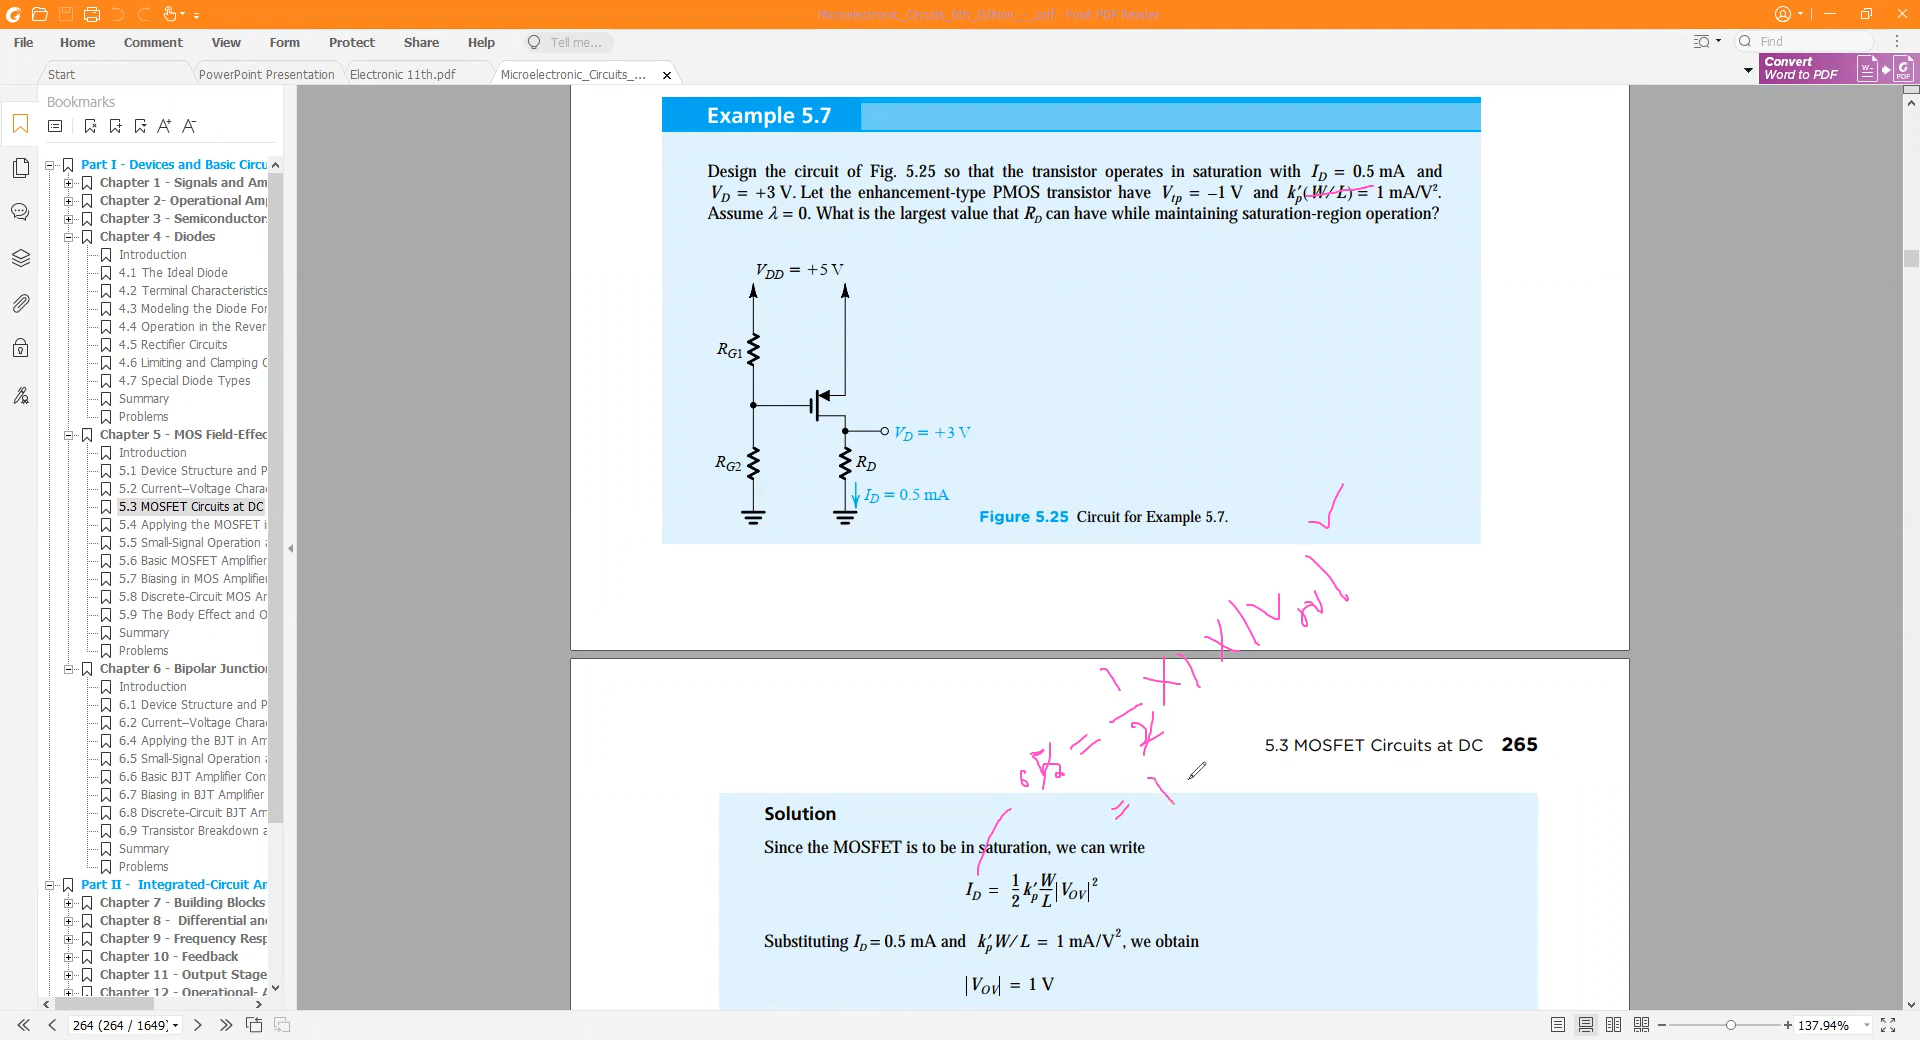 Microelectronic_Circuits_6th_Edition_..._.pdf - Foxit PDF Reader
File Home Comment View Form Protect Share Help Tell me... Find
Start PowerPoint Presentation Electronic 11th.pdf Microelectronic_Circuits_...
Convert
Word to PDF
Bookmarks
Part I - Devices and Basic Circu
Chapter 1 - Signals and Am
Chapter 2- Operational Amp
Chapter 3 - Semiconductor
Chapter 4 - Diodes
Introduction
4.1 The Ideal Diode
4.2 Terminal Characteristics
4.3 Modeling the Diode For
4.4 Operation in the Rever
4.5 Rectifier Circuits
4.6 Limiting and Clamping C
4.7 Special Diode Types
Summary
Problems
Chapter 5 - MOS Field-Effec
Introduction
5.1 Device Structure and P
5.2 Current–Voltage Charac
5.3 MOSFET Circuits at DC
5.4 Applying the MOSFET i
5.5 Small-Signal Operation a
5.6 Basic MOSFET Amplifier
5.7 Biasing in MOS Amplifier
5.8 Discrete-Circuit MOS Am
5.9 The Body Effect and O
Summary
Problems
Chapter 6 - Bipolar Junction
Introduction
6.1 Device Structure and P
6.2 Current–Voltage Charac
6.4 Applying the BJT in Am
6.5 Small-Signal Operation a
6.6 Basic BJT Amplifier Con
6.7 Biasing in BJT Amplifier
6.8 Discrete-Circuit BJT Am
6.9 Transistor Breakdown a
Summary
Problems
Part II - Integrated-Circuit An
Chapter 7 - Building Blocks
Chapter 8 - Differential and
Chapter 9 - Frequency Resp
Chapter 10 - Feedback
Chapter 11 - Output Stage
Chapter 12 - Operational- A
Example 5.7
Design the circuit of Fig. 5.25 so that the transistor operates in saturation with I_D = 0.5 mA and
V_D = +3 V. Let the enhancement-type PMOS transistor have V_tp = −1 V and k′_p(W/L) = 1 mA/V².
Assume λ = 0. What is the largest value that R_D can have while maintaining saturation-region operation?
V_DD = +5 V
R_G1
V_D = +3 V
R_G2 R_D
I_D = 0.5 mA
Figure 5.25 Circuit for Example 5.7.
5.3 MOSFET Circuits at DC 265
Solution
Since the MOSFET is to be in saturation, we can write
I_D = 1/2 k′_p W/L |V_OV|²
Substituting I_D = 0.5 mA and k′_p W/L = 1 mA/V², we obtain
|V_OV| = 1 V
264 (264 / 1649) 137.94%